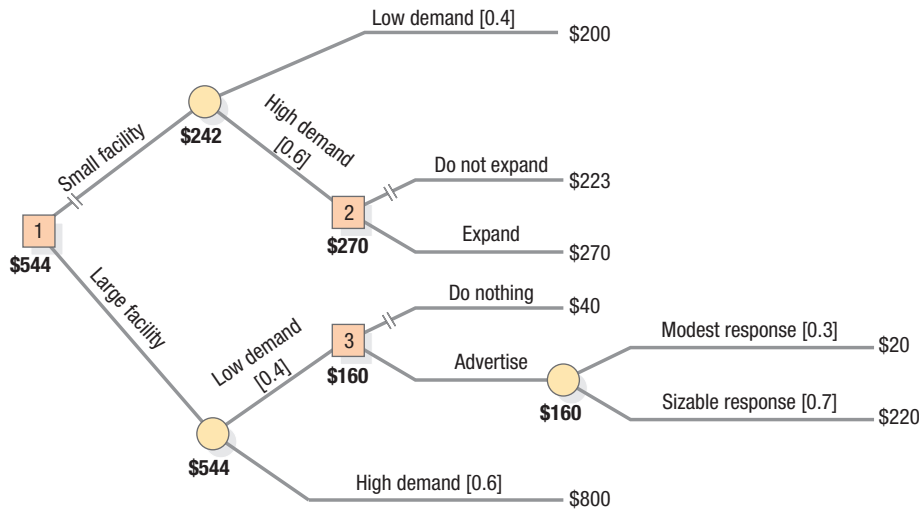 Low demand [0.4]
$200
High demand
[0.6]
$242
Small facility
Do not expand
$223
2
$270
Expand
$270
1
$544
Large facility
Do nothing
$40
Low demand
[0.4]
3
$160
Advertise
Modest response [0.3]
$20
$160
Sizable response [0.7]
$220
$544
High demand [0.6]
$800